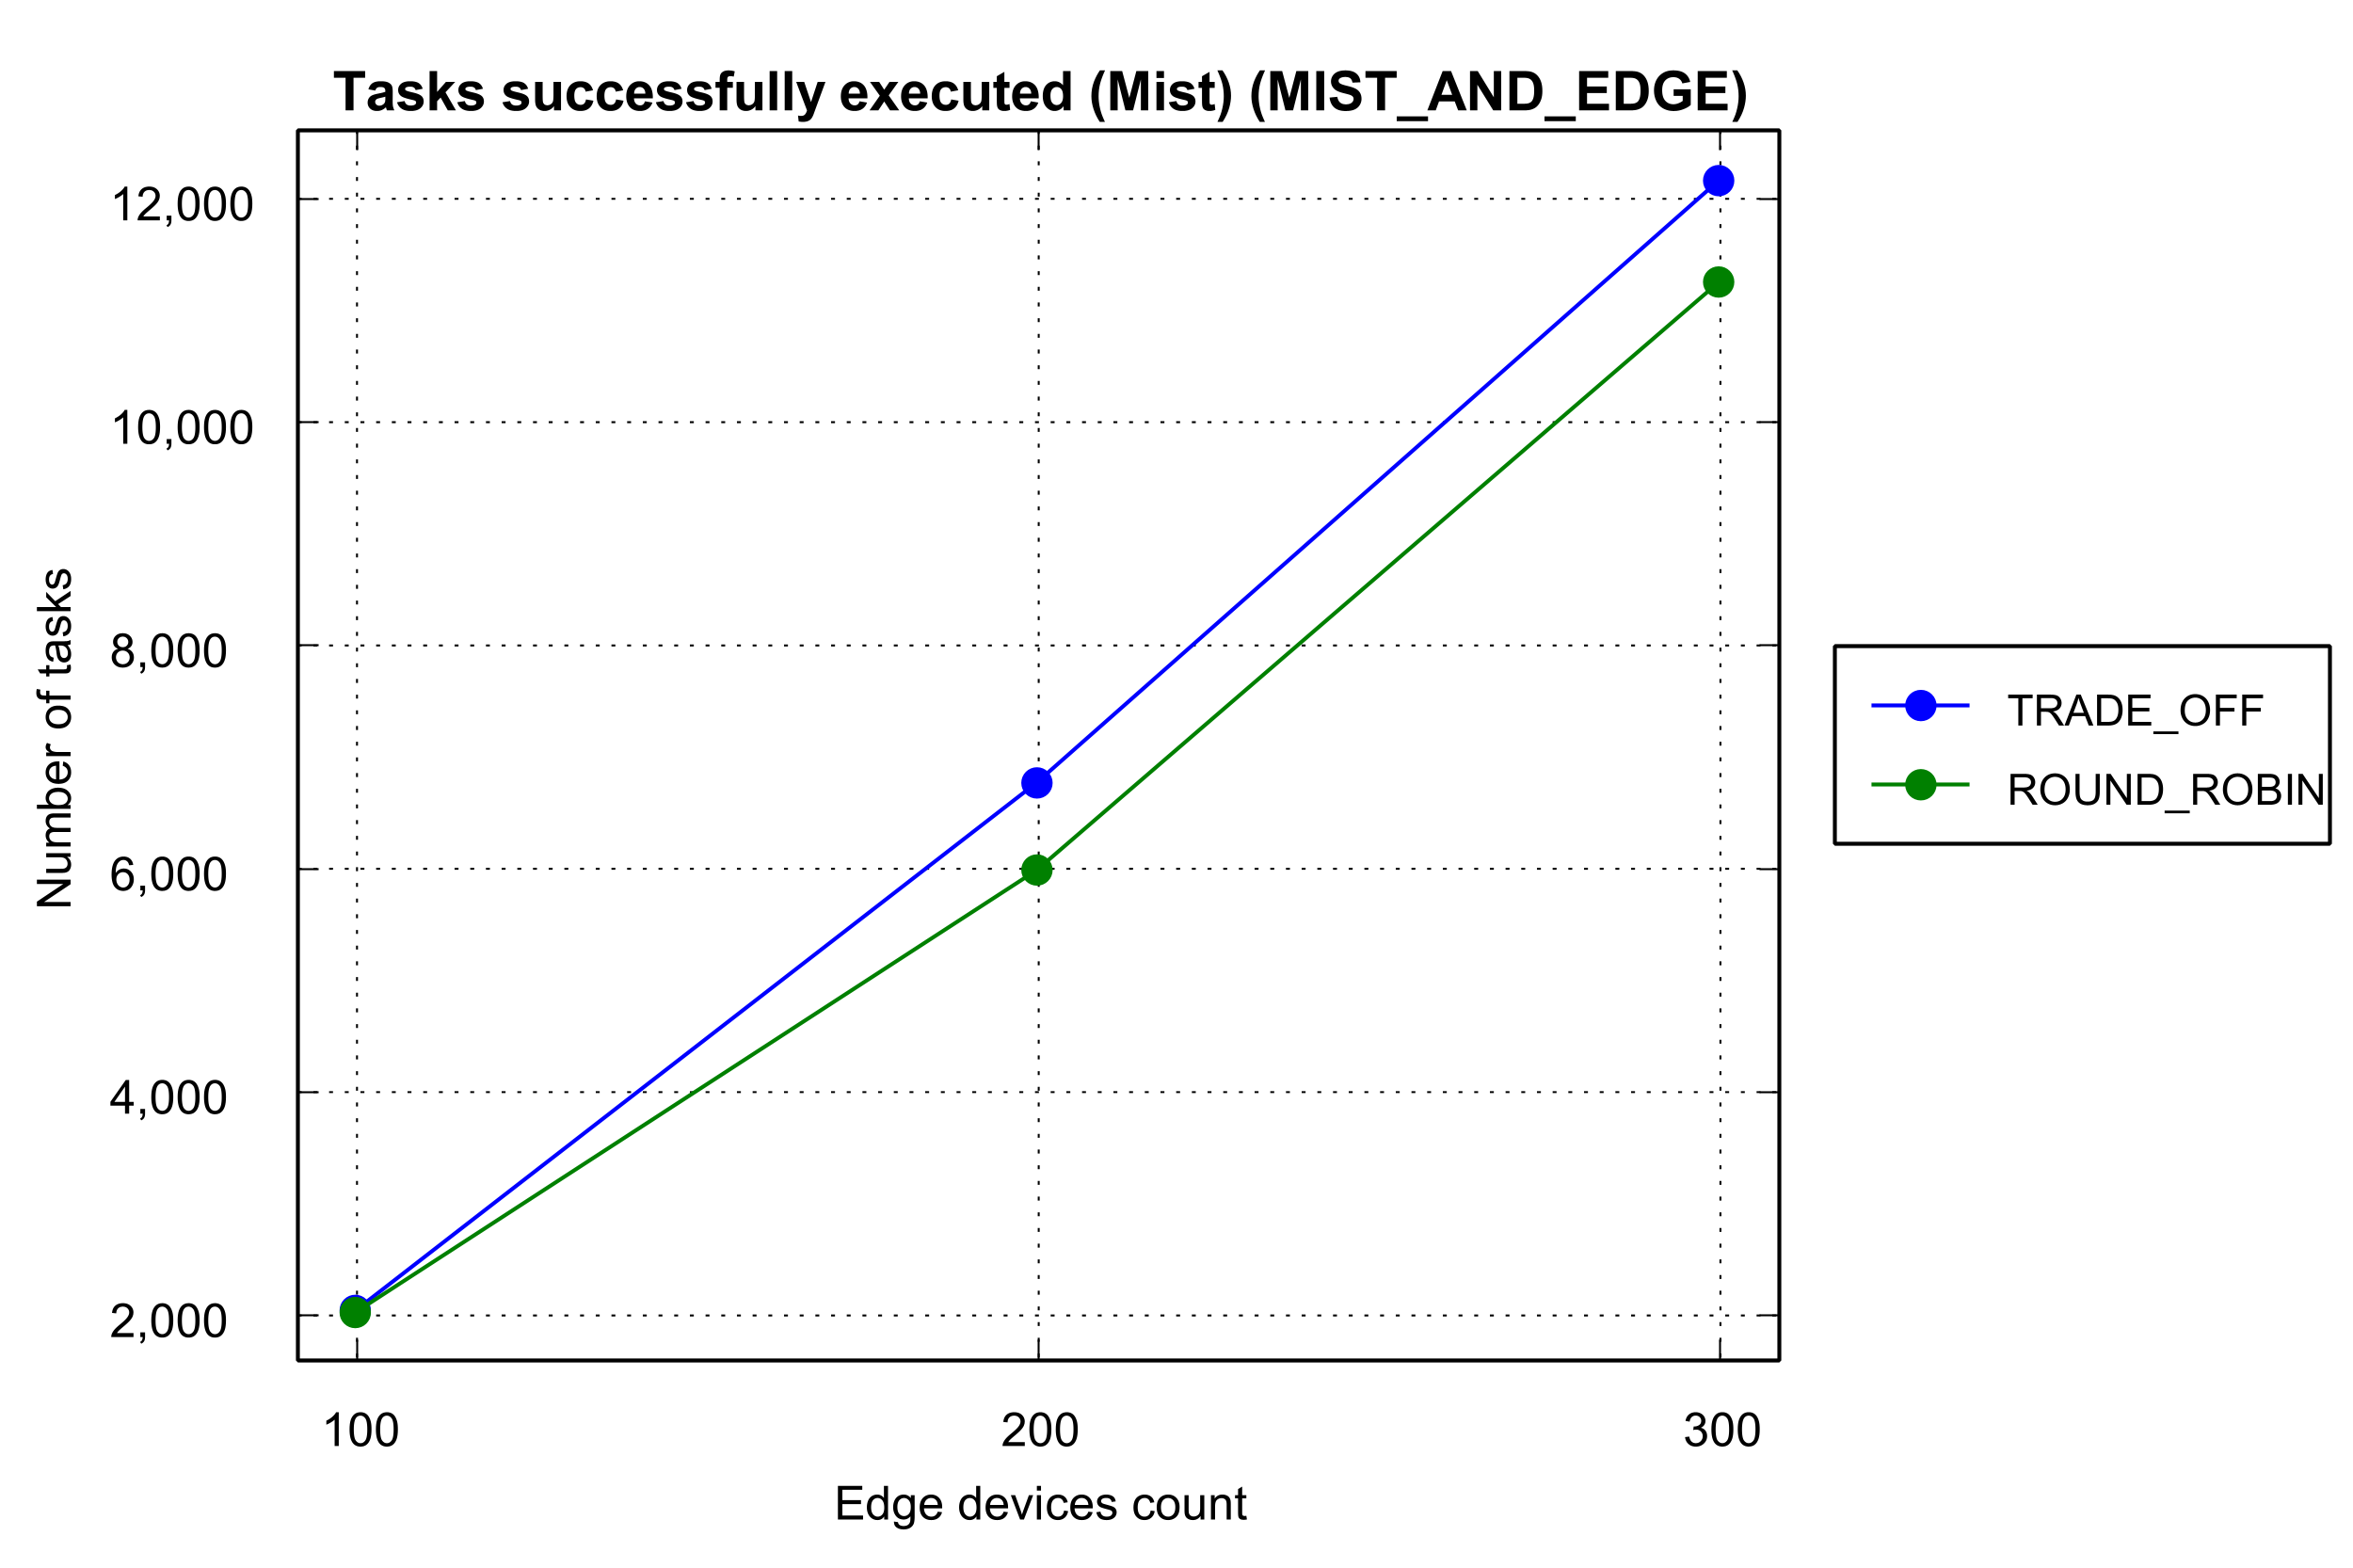 Tasks successfully executed (Mist) (MIST_AND_EDGE)
12,000
10,000
8,000
6,000
4,000
2,000
Number of tasks
100
200
300
Edge devices count
TRADE_OFF
ROUND_ROBIN